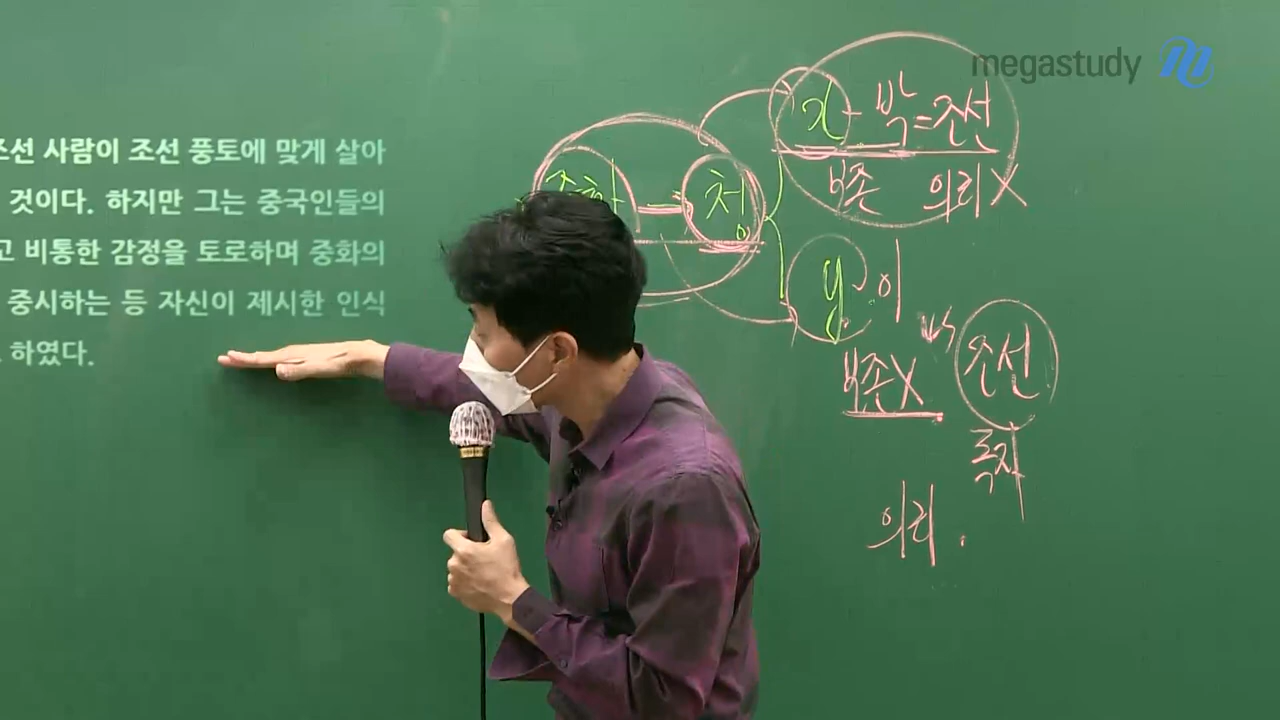 megastudy
조선 사람이 조선 풍토에 맞게 살아
것이다. 하지만 그는 중국인들의
고 비통한 감정을 토로하며 중화의
중시하는 등 자신이 제시한 인식
하였다.
청
x - 박=조선
보존 의리X
y 이
vs 조선
보존X
독자
의리